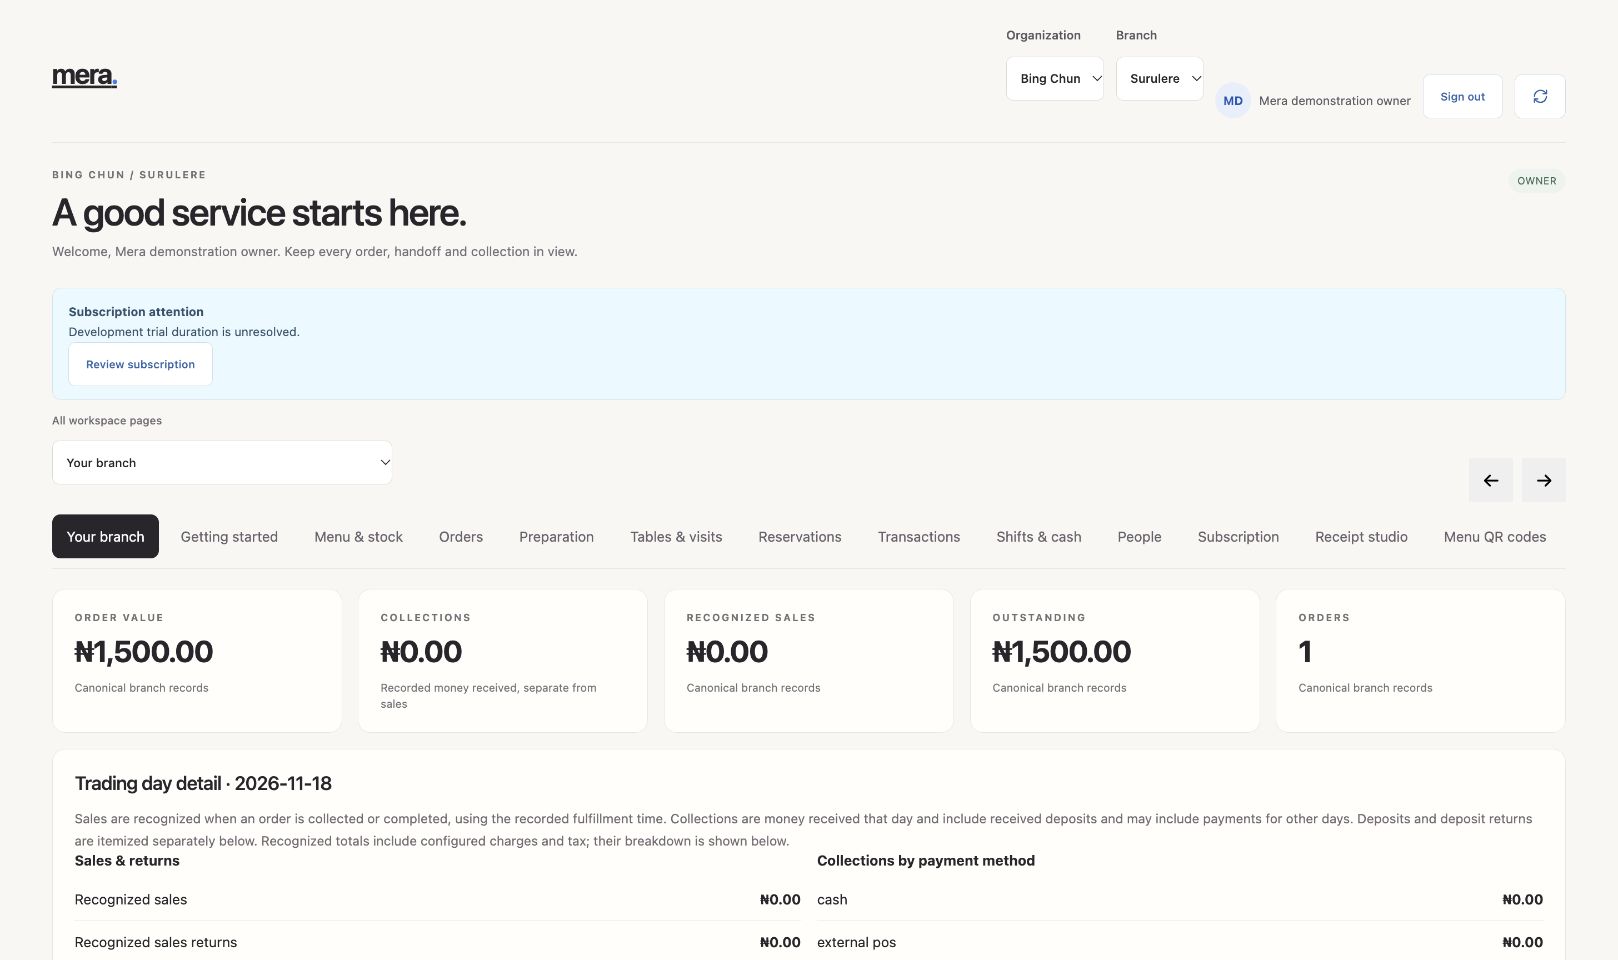 Organization
Branch
mera.
Bing Chun
Surulere
MD
Mera demonstration owner
Sign out
BING CHUN / SURULERE
OWNER
A good service starts here.
Welcome, Mera demonstration owner. Keep every order, handoff and collection in view.
Subscription attention
Development trial duration is unresolved.
Review subscription
All workspace pages
Your branch
Your branch
Getting started
Menu & stock
Orders
Preparation
Tables & visits
Reservations
Transactions
Shifts & cash
People
Subscription
Receipt studio
Menu QR codes
ORDER VALUE
₦1,500.00
Canonical branch records
COLLECTIONS
₦0.00
Recorded money received, separate from
sales
RECOGNIZED SALES
₦0.00
Canonical branch records
OUTSTANDING
₦1,500.00
Canonical branch records
ORDERS
1
Canonical branch records
Trading day detail · 2026-11-18
Sales are recognized when an order is collected or completed, using the recorded fulfillment time. Collections are money received that day and include received deposits and may include payments for other days. Deposits and deposit returns
are itemized separately below. Recognized totals include configured charges and tax; their breakdown is shown below.
Sales & returns
Recognized sales ₦0.00
Recognized sales returns ₦0.00
Collections by payment method
cash ₦0.00
external pos ₦0.00